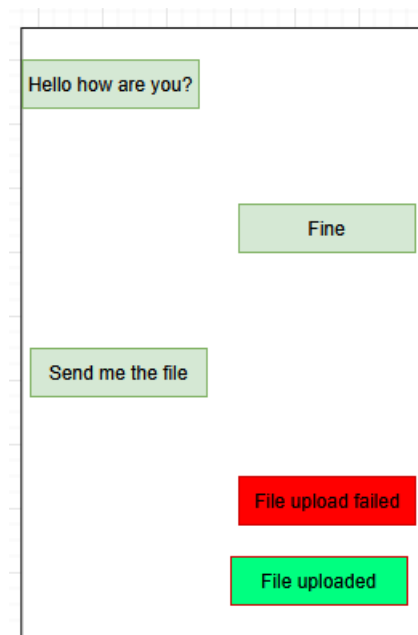 Hello how are you?
Fine
Send me the file
File upload failed
File uploaded